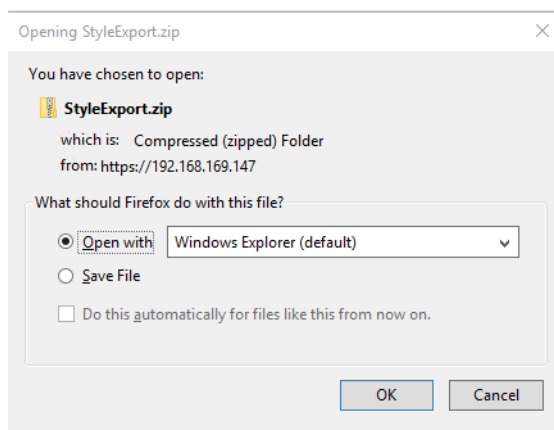 Opening StyleExport.zip
You have chosen to open:
StyleExport.zip
which is: Compressed (zipped) Folder
from: https://192.168.169.147
What should Firefox do with this file?
Open with Windows Explorer (default)
Save File
Do this automatically for files like this from now on.
OK Cancel